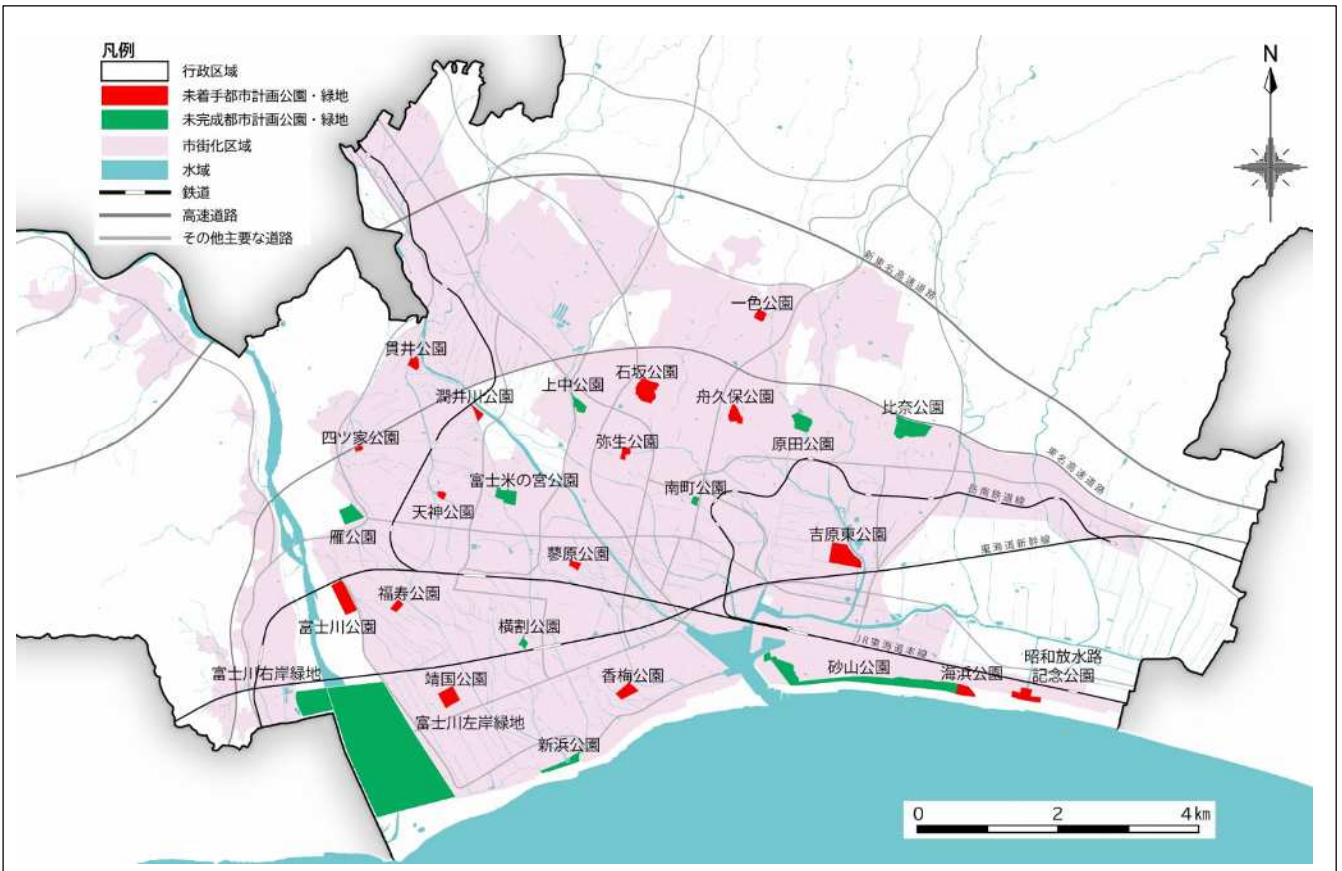 凡例
行政区域
未着手都市計画公園・緑地
未完成都市計画公園・緑地
市街化区域
水域
鉄道
高速道路
その他主要な道路
N
新東名高速道路
一色公園
貫井公園
石坂公園
上中公園
潤井川公園
舟久保公園
比奈公園
四ツ家公園
弥生公園
原田公園
東名高速道路
富士米の宮公園
南町公園
岳南鉄道線
天神公園
雁公園
吉原東公園
東海道新幹線
蓼原公園
福寿公園
富士川公園
横割公園
JR東海道本線
昭和放水路
記念公園
富士川右岸緑地
靖国公園
香梅公園
砂山公園
海浜公園
富士川左岸緑地
新浜公園
0 2 4km